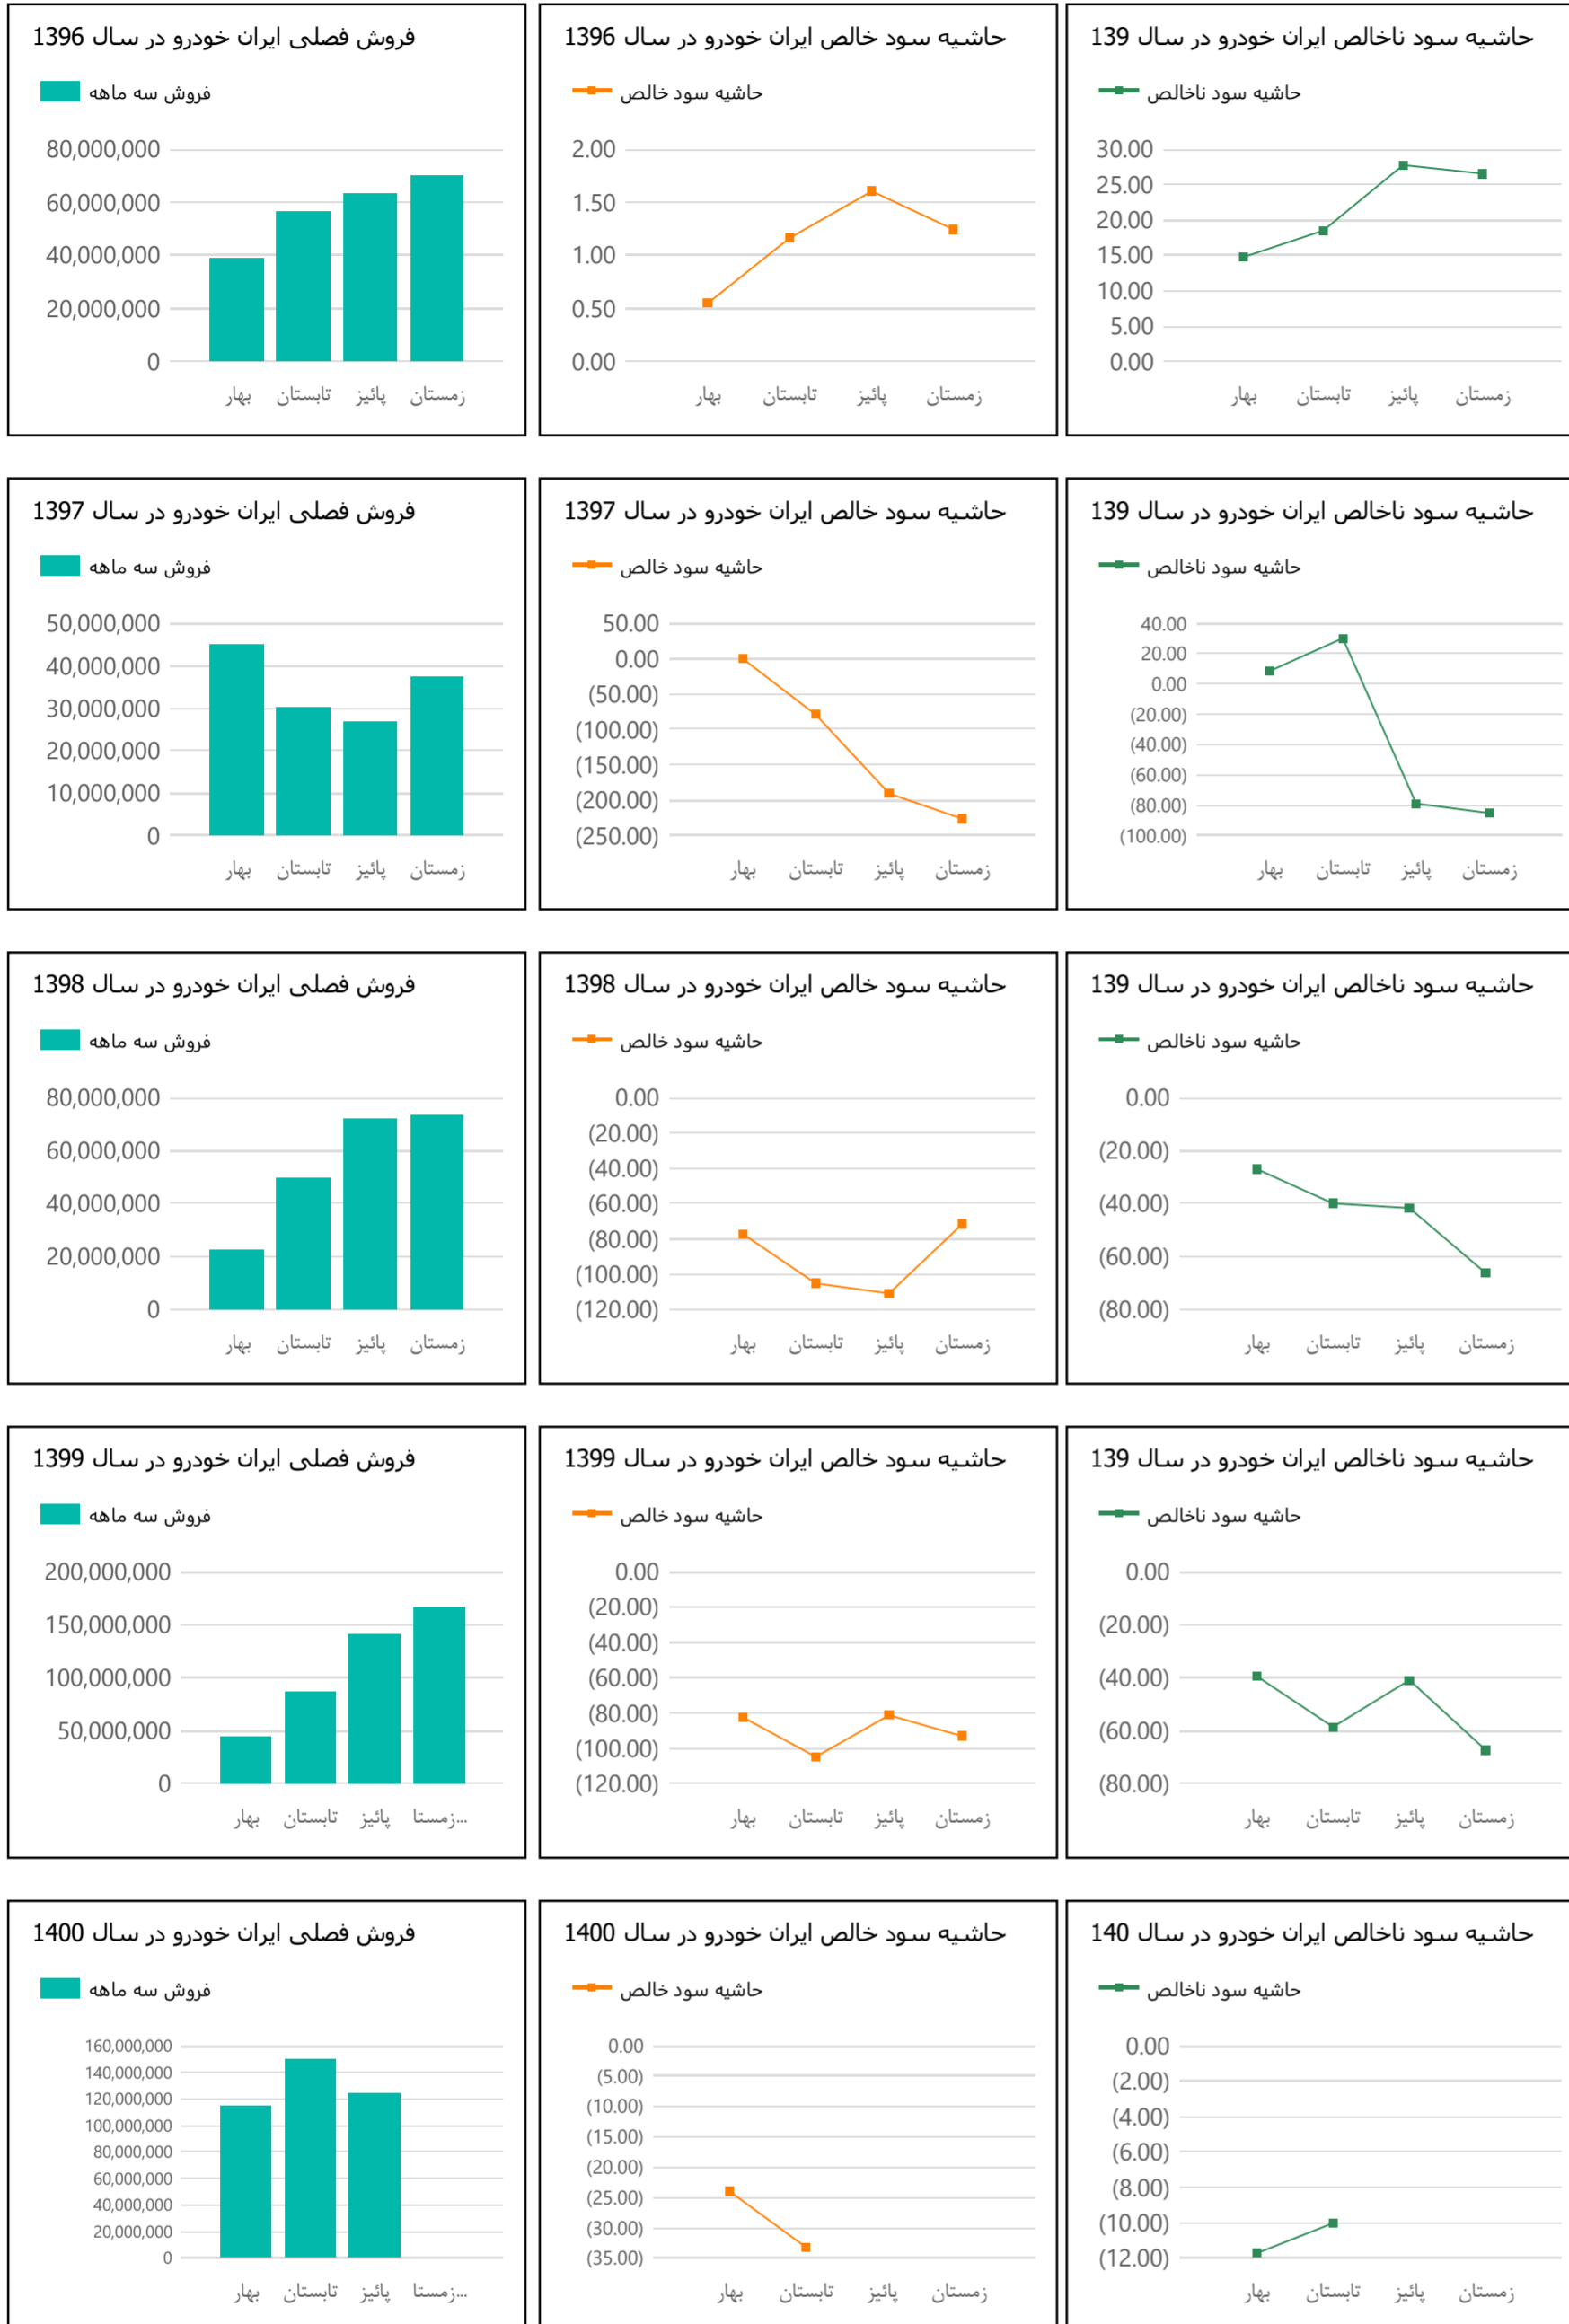 فروش فصلی ایران خودرو در سال 1396
فروش سه ماهه
80,000,000
60,000,000
40,000,000
20,000,000
0
بهار تابستان پائیز زمستان
حاشیه سود خالص ایران خودرو در سال 1396
حاشیه سود خالص
2.00
1.50
1.00
0.50
0.00
بهار تابستان پائیز زمستان
حاشیه سود ناخالص ایران خودرو در سال 139
حاشیه سود ناخالص
30.00
25.00
20.00
15.00
10.00
5.00
0.00
بهار تابستان پائیز زمستان
فروش فصلی ایران خودرو در سال 1397
فروش سه ماهه
50,000,000
40,000,000
30,000,000
20,000,000
10,000,000
0
بهار تابستان پائیز زمستان
حاشیه سود خالص ایران خودرو در سال 1397
حاشیه سود خالص
50.00
0.00
(50.00)
(100.00)
(150.00)
(200.00)
(250.00)
بهار تابستان پائیز زمستان
حاشیه سود ناخالص ایران خودرو در سال 139
حاشیه سود ناخالص
40.00
20.00
0.00
(20.00)
(40.00)
(60.00)
(80.00)
(100.00)
بهار تابستان پائیز زمستان
فروش فصلی ایران خودرو در سال 1398
فروش سه ماهه
80,000,000
60,000,000
40,000,000
20,000,000
0
بهار تابستان پائیز زمستان
حاشیه سود خالص ایران خودرو در سال 1398
حاشیه سود خالص
0.00
(20.00)
(40.00)
(60.00)
(80.00)
(100.00)
(120.00)
بهار تابستان پائیز زمستان
حاشیه سود ناخالص ایران خودرو در سال 139
حاشیه سود ناخالص
0.00
(20.00)
(40.00)
(60.00)
(80.00)
بهار تابستان پائیز زمستان
فروش فصلی ایران خودرو در سال 1399
فروش سه ماهه
200,000,000
150,000,000
100,000,000
50,000,000
0
بهار تابستان پائیز زمستا...
حاشیه سود خالص ایران خودرو در سال 1399
حاشیه سود خالص
0.00
(20.00)
(40.00)
(60.00)
(80.00)
(100.00)
(120.00)
بهار تابستان پائیز زمستان
حاشیه سود ناخالص ایران خودرو در سال 139
حاشیه سود ناخالص
0.00
(20.00)
(40.00)
(60.00)
(80.00)
بهار تابستان پائیز زمستان
فروش فصلی ایران خودرو در سال 1400
فروش سه ماهه
160,000,000
140,000,000
120,000,000
100,000,000
80,000,000
60,000,000
40,000,000
20,000,000
0
بهار تابستان پائیز زمستا...
حاشیه سود خالص ایران خودرو در سال 1400
حاشیه سود خالص
0.00
(5.00)
(10.00)
(15.00)
(20.00)
(25.00)
(30.00)
(35.00)
بهار تابستان پائیز زمستان
حاشیه سود ناخالص ایران خودرو در سال 140
حاشیه سود ناخالص
0.00
(2.00)
(4.00)
(6.00)
(8.00)
(10.00)
(12.00)
بهار تابستان پائیز زمستان